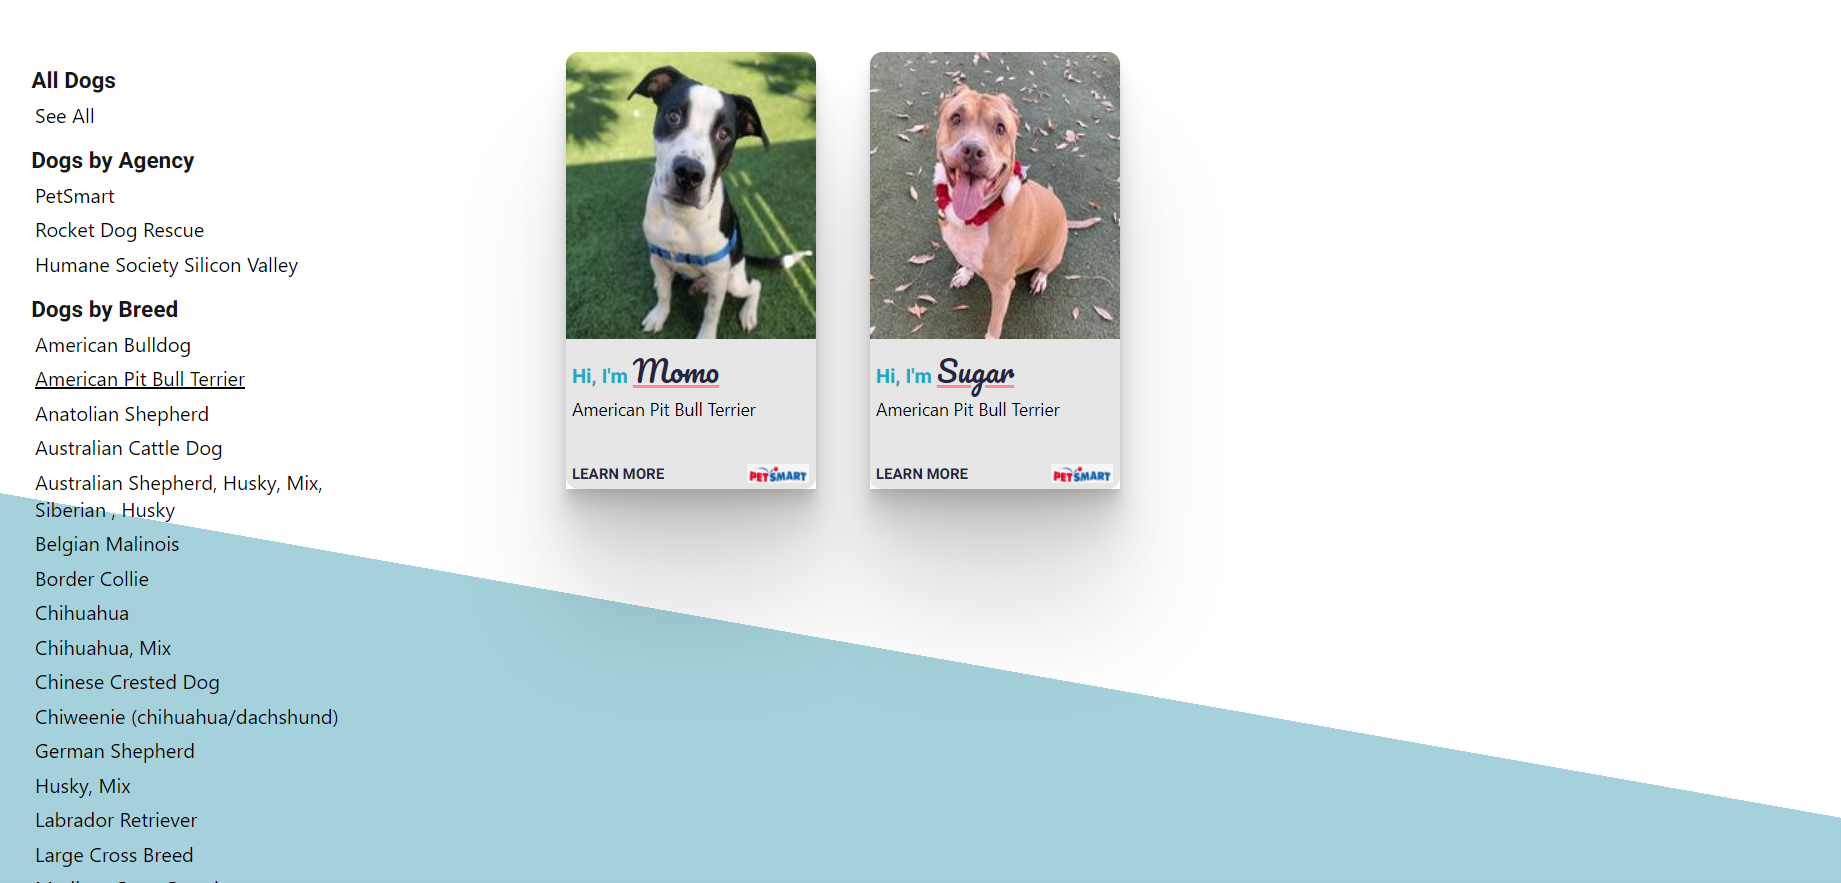 All Dogs
See All
Dogs by Agency
PetSmart
Rocket Dog Rescue
Humane Society Silicon Valley
Dogs by Breed
American Bulldog
American Pit Bull Terrier
Anatolian Shepherd
Australian Cattle Dog
Australian Shepherd, Husky, Mix,
Siberian , Husky
Belgian Malinois
Border Collie
Chihuahua
Chihuahua, Mix
Chinese Crested Dog
Chiweenie (chihuahua/dachshund)
German Shepherd
Husky, Mix
Labrador Retriever
Large Cross Breed
Hi, I'm Momo
American Pit Bull Terrier
LEARN MORE
PETSMART
Hi, I'm Sugar
American Pit Bull Terrier
LEARN MORE
PETSMART